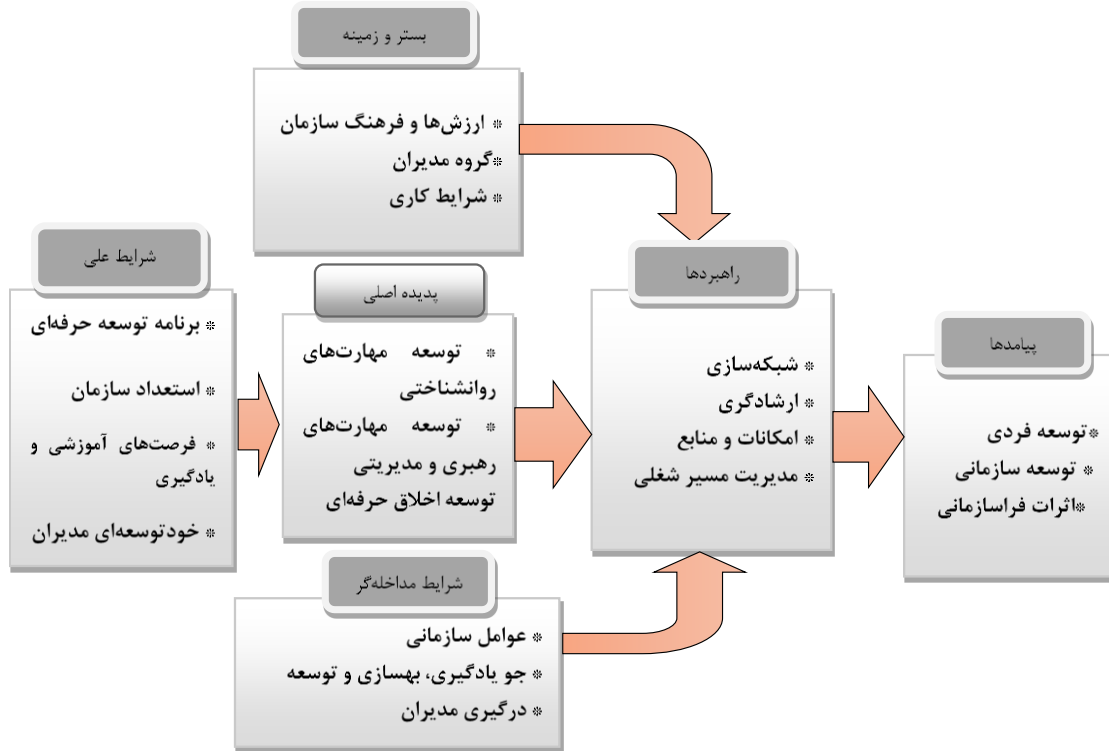 بستر و زمینه
* ارزش‌ها و فرهنگ سازمان
*گروه مدیران
* شرایط کاری
شرایط علی
* برنامه توسعه حرفه‌ای
* استعداد سازمان
* فرصت‌های آموزشی و
یادگیری
* خودتوسعه‌ای مدیران
پدیده اصلی
* توسعه مهارت‌های
روانشناختی
* توسعه مهارت‌های
رهبری و مدیریتی
توسعه اخلاق حرفه‌ای
راهبردها
* شبکه‌سازی
* ارشادگری
* امکانات و منابع
* مدیریت مسیر شغلی
پیامدها
*توسعه فردی
* توسعه سازمانی
*اثرات فراسازمانی
شرایط مداخله‌گر
* عوامل سازمانی
* جو یادگیری، بهسازی و توسعه
* درگیری مدیران